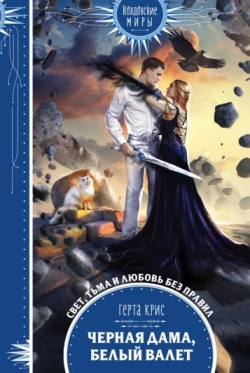 Колдовские
МИРЫ
СВЕТ, ТЬМА И ЛЮБОВЬ БЕЗ ПРАВИЛ
ГЕРТА КРИС
ЧЕРНАЯ ДАМА,
БЕЛЫЙ ВАЛЕТ